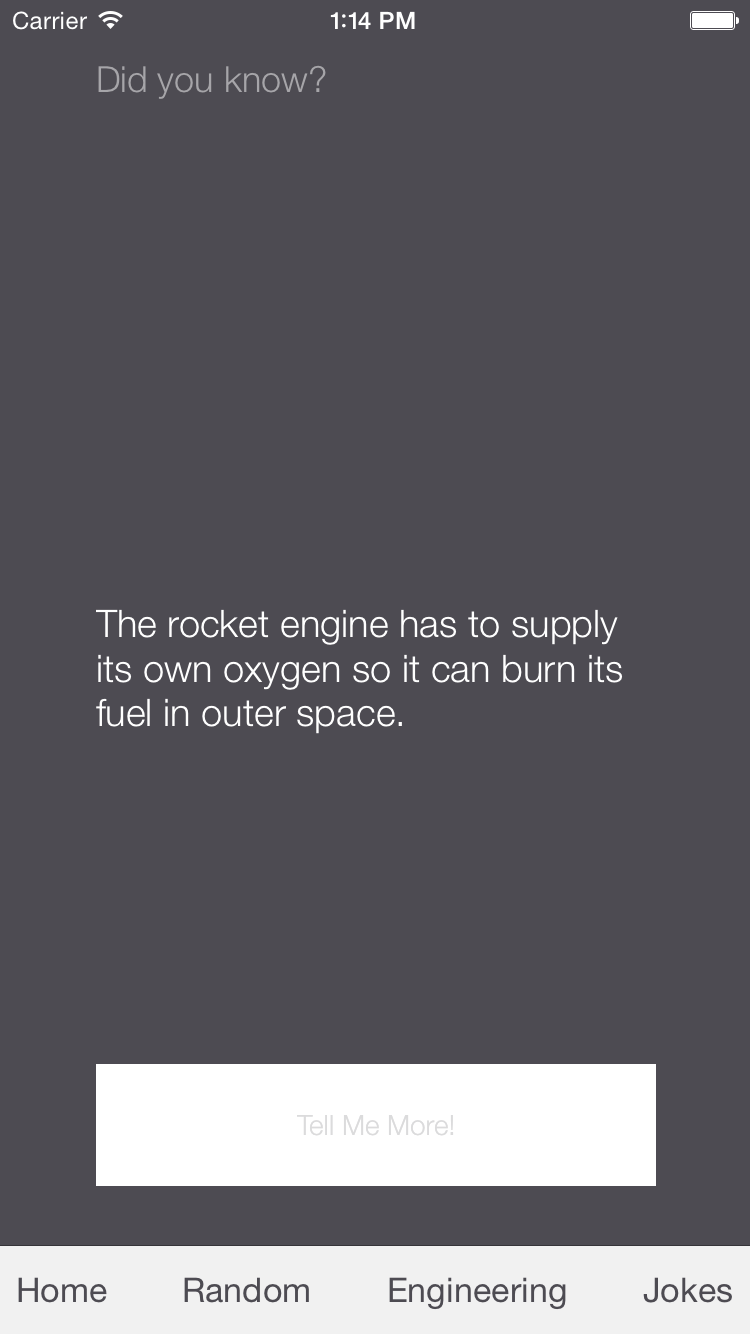 Carrier 1:14 PM
Did you know?
The rocket engine has to supply
its own oxygen so it can burn its
fuel in outer space.
Tell Me More!
Home Random Engineering Jokes